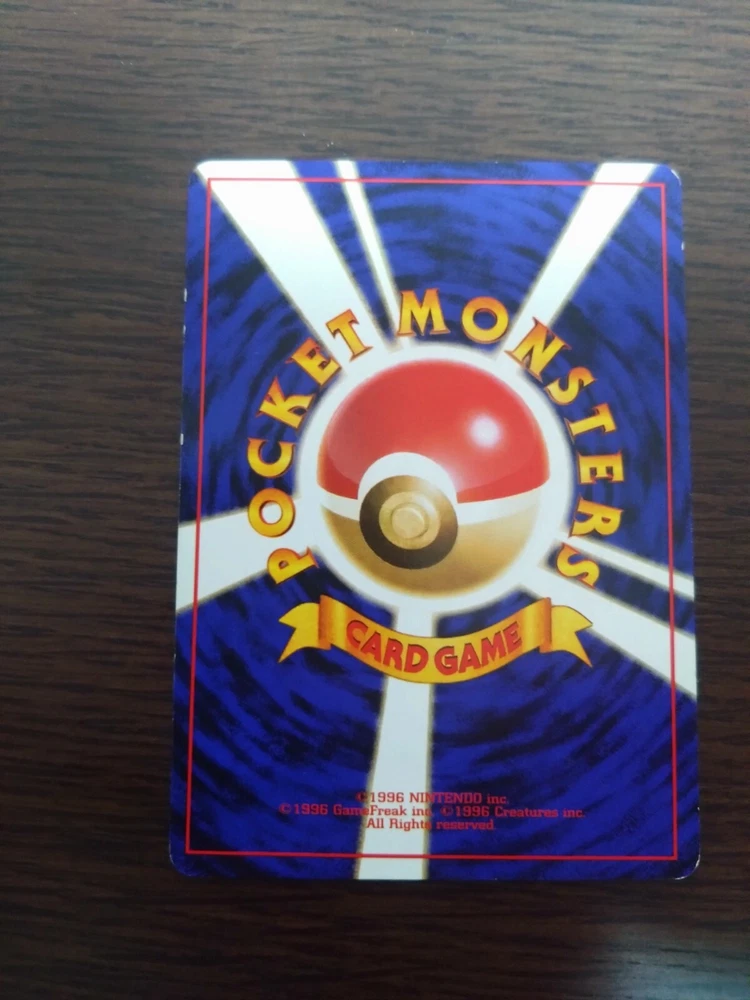 POCKET MONSTERS
CARD GAME
©1996 NINTENDO inc.
©1996 GameFreak inc. ©1996 Creatures inc.
All Rights reserved.